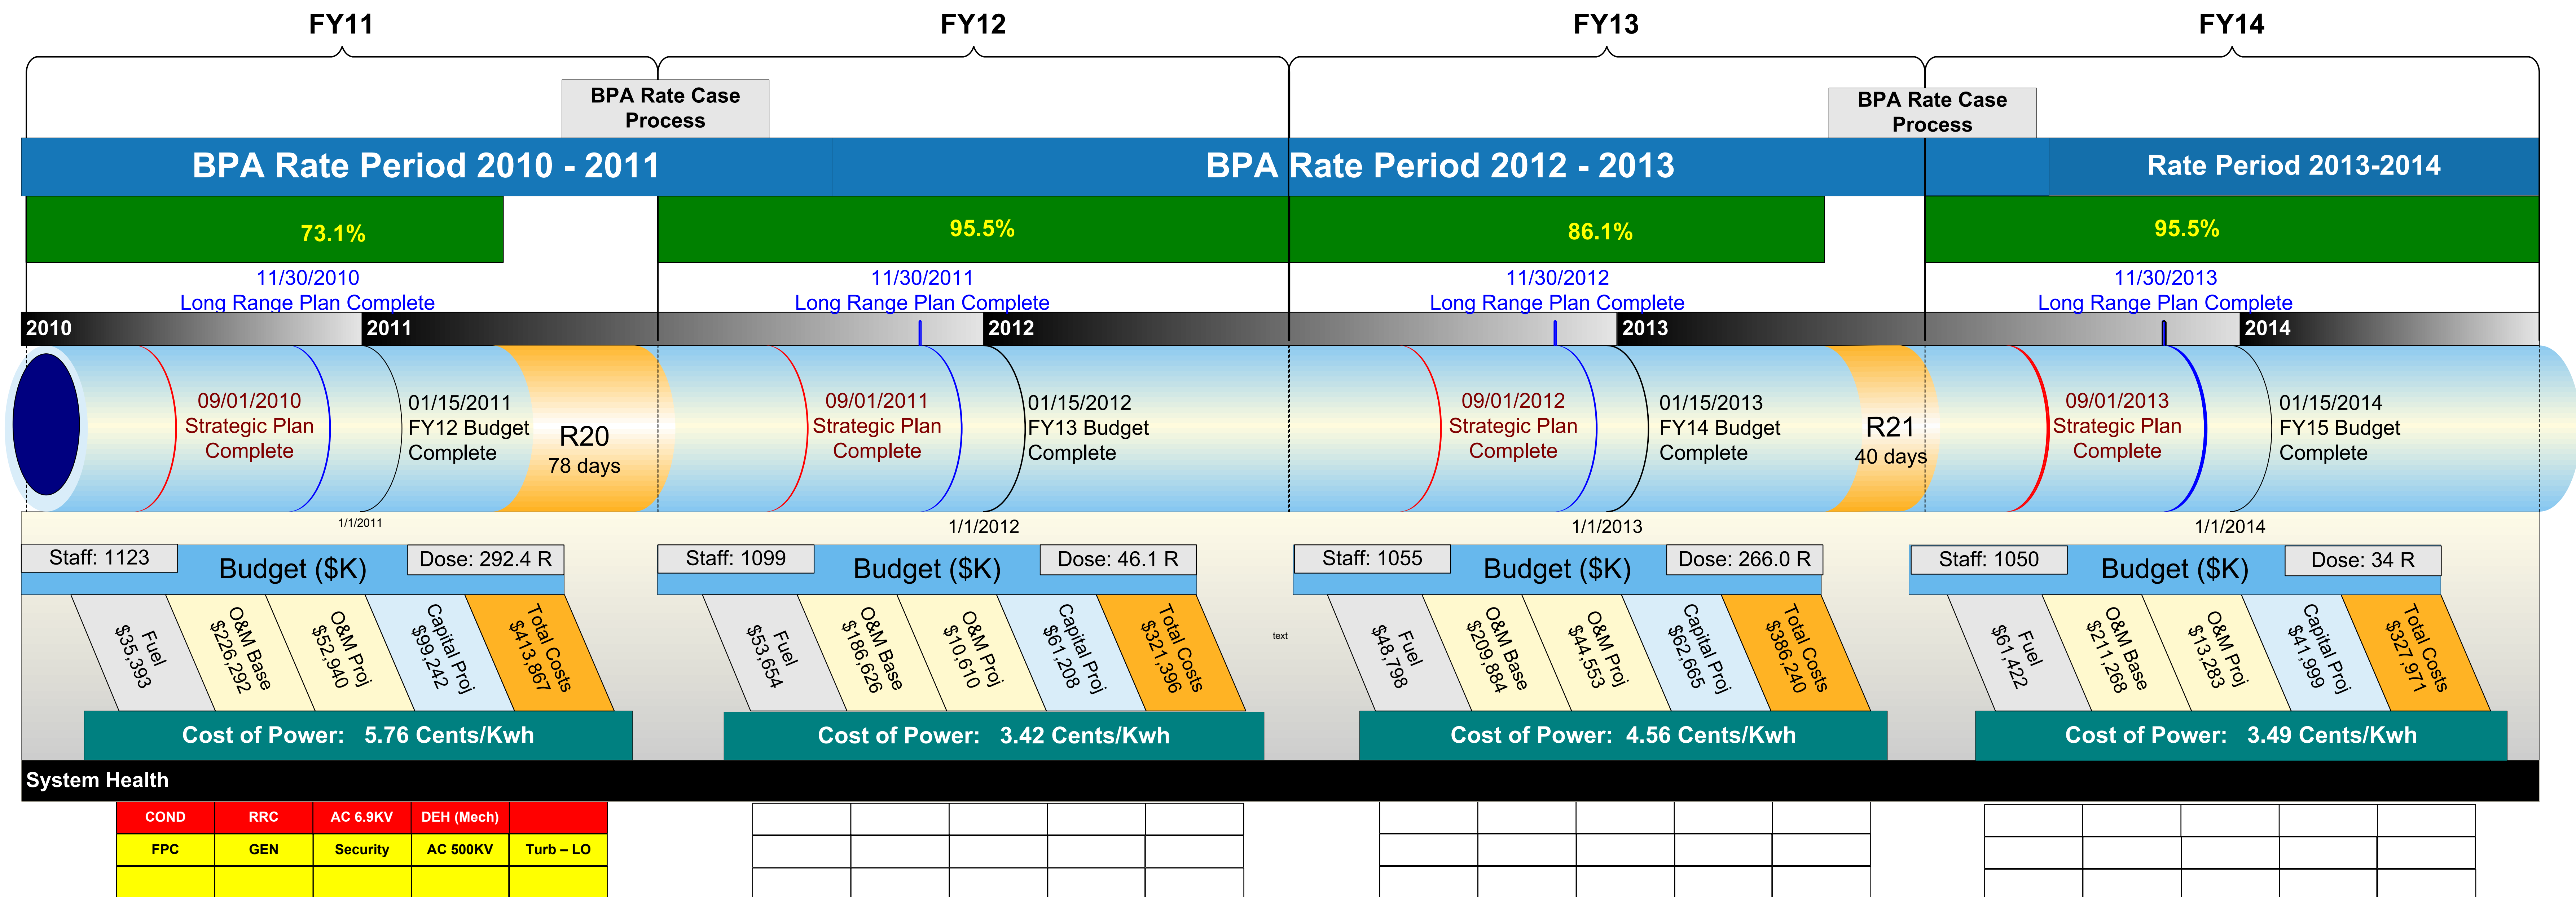 FY11
FY12
FY13
FY14
BPA Rate Case
Process
BPA Rate Case
Process
BPA Rate Period 2010 - 2011
BPA Rate Period 2012 - 2013
Rate Period 2013-2014
73.1%
95.5%
86.1%
95.5%
11/30/2010
Long Range Plan Complete
11/30/2011
Long Range Plan Complete
11/30/2012
Long Range Plan Complete
11/30/2013
Long Range Plan Complete
2010
2011
2012
2013
2014
09/01/2010
Strategic Plan
Complete
01/15/2011
FY12 Budget
Complete
R20
78 days
09/01/2011
Strategic Plan
Complete
01/15/2012
FY13 Budget
Complete
09/01/2012
Strategic Plan
Complete
01/15/2013
FY14 Budget
Complete
R21
40 days
09/01/2013
Strategic Plan
Complete
01/15/2014
FY15 Budget
Complete
1/1/2011
1/1/2012
1/1/2013
1/1/2014
Staff: 1123
Budget ($K)
Dose: 292.4 R
Fuel
$35,393
O&M Base
$226,292
O&M Proj
$52,940
Capital Proj
$99,242
Total Costs
$413,867
Cost of Power: 5.76 Cents/Kwh
Staff: 1099
Budget ($K)
Dose: 46.1 R
Fuel
$53,654
O&M Base
$186,626
O&M Proj
$10,610
Capital Proj
$61,208
Total Costs
$321,396
Cost of Power: 3.42 Cents/Kwh
text
Staff: 1055
Budget ($K)
Dose: 266.0 R
Fuel
$48,798
O&M Base
$209,884
O&M Proj
$44,553
Capital Proj
$62,665
Total Costs
$386,240
Cost of Power: 4.56 Cents/Kwh
Staff: 1050
Budget ($K)
Dose: 34 R
Fuel
$61,422
O&M Base
$211,268
O&M Proj
$13,283
Capital Proj
$41,999
Total Costs
$327,971
Cost of Power: 3.49 Cents/Kwh
System Health
COND RRC AC 6.9KV DEH (Mech)
FPC GEN Security AC 500KV Turb – LO